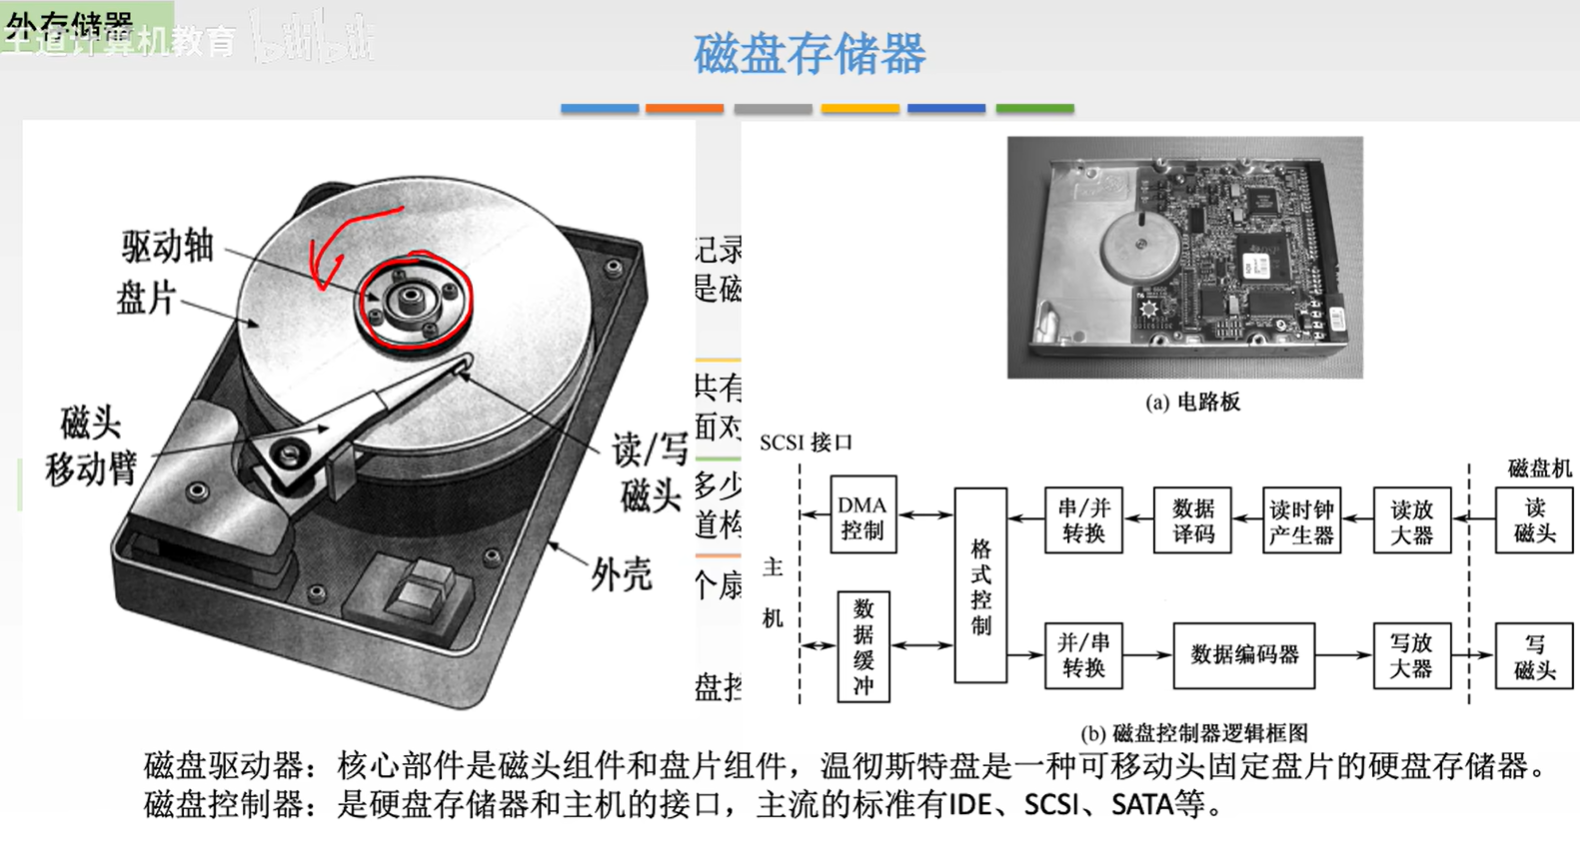 外存储器
王道计算机教育 bilibili
磁盘存储器
驱动轴
盘片
磁头
移动臂
读/写
磁头
外壳
记录
是磁
共有
面对
多少
道构
个扇
盘控
(a) 电路板
SCSI 接口
磁盘机
主
机
DMA
控制
数
据
缓
冲
格
式
控
制
串/并
转换
数据
译码
读时钟
产生器
读放
大器
读
磁头
并/串
转换
数据编码器
写放
大器
写
磁头
(b) 磁盘控制器逻辑框图
磁盘驱动器：核心部件是磁头组件和盘片组件，温彻斯特盘是一种可移动头固定盘片的硬盘存储器。
磁盘控制器：是硬盘存储器和主机的接口，主流的标准有IDE、SCSI、SATA等。